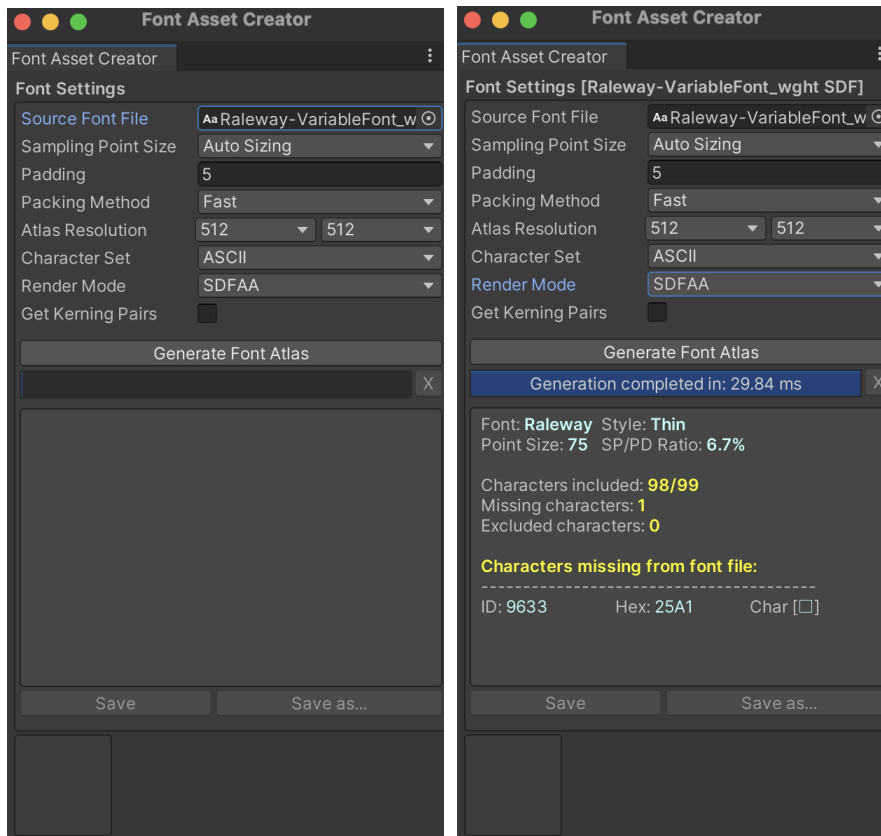 Font Asset Creator
Font Asset Creator
Font Settings
Source Font File Aa Raleway-VariableFont_w
Sampling Point Size Auto Sizing
Padding 5
Packing Method Fast
Atlas Resolution 512 512
Character Set ASCII
Render Mode SDFAA
Get Kerning Pairs
Generate Font Atlas
X
Save Save as...
Font Asset Creator
Font Asset Creator
Font Settings [Raleway-VariableFont_wght SDF]
Source Font File Aa Raleway-VariableFont_w
Sampling Point Size Auto Sizing
Padding 5
Packing Method Fast
Atlas Resolution 512 512
Character Set ASCII
Render Mode SDFAA
Get Kerning Pairs
Generate Font Atlas
Generation completed in: 29.84 ms X
Font: Raleway Style: Thin
Point Size: 75 SP/PD Ratio: 6.7%
Characters included: 98/99
Missing characters: 1
Excluded characters: 0
Characters missing from font file:
----------------------------------------
ID: 9633 Hex: 25A1 Char [□]
Save Save as...